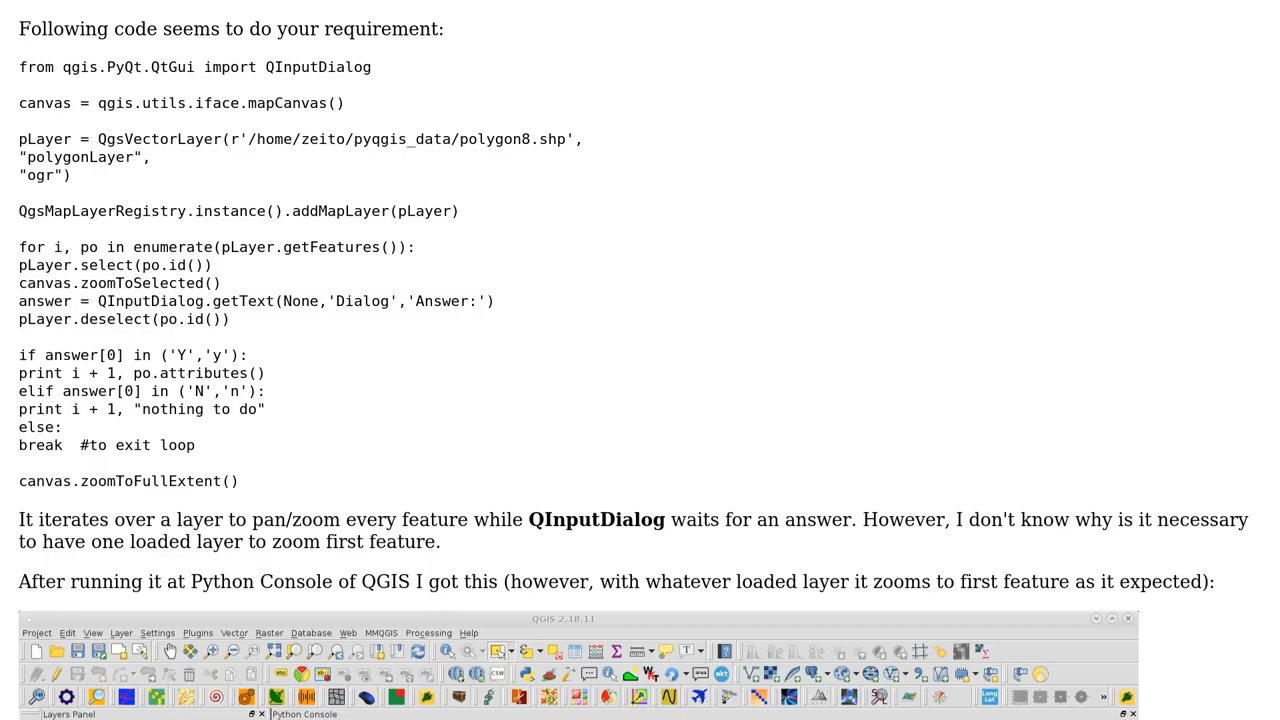 Following code seems to do your requirement:
from qgis.PyQt.QtGui import QInputDialog
canvas = qgis.utils.iface.mapCanvas()
pLayer = QgsVectorLayer(r'/home/zeito/pyqgis_data/polygon8.shp',
"polygonLayer",
"ogr")
QgsMapLayerRegistry.instance().addMapLayer(pLayer)
for i, po in enumerate(pLayer.getFeatures()):
pLayer.select(po.id())
canvas.zoomToSelected()
answer = QInputDialog.getText(None,'Dialog','Answer:')
pLayer.deselect(po.id())
if answer[0] in ('Y','y'):
print i + 1, po.attributes()
elif answer[0] in ('N','n'):
print i + 1, "nothing to do"
else:
break  #to exit loop
canvas.zoomToFullExtent()
It iterates over a layer to pan/zoom every feature while QInputDialog waits for an answer. However, I don't know why is it necessary
to have one loaded layer to zoom first feature.
After running it at Python Console of QGIS I got this (however, with whatever loaded layer it zooms to first feature as it expected):
QGIS 2.18.11
Project Edit View Layer Settings Plugins Vector Raster Database Web MMQGIS Processing Help
CSW wkt
Long Lat
Layers Panel Python Console